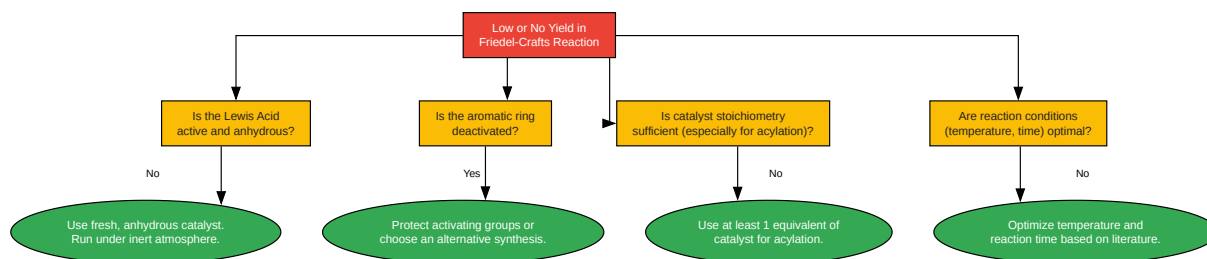 Low or No Yield in
Friedel-Crafts Reaction
Is the Lewis Acid
active and anhydrous?
Is the aromatic ring
deactivated?
Is catalyst stoichiometry
sufficient (especially for acylation)?
Are reaction conditions
(temperature, time) optimal?
No
Yes
No
No
Use fresh, anhydrous catalyst.
Run under inert atmosphere.
Protect activating groups or
choose an alternative synthesis.
Use at least 1 equivalent of
catalyst for acylation.
Optimize temperature and
reaction time based on literature.